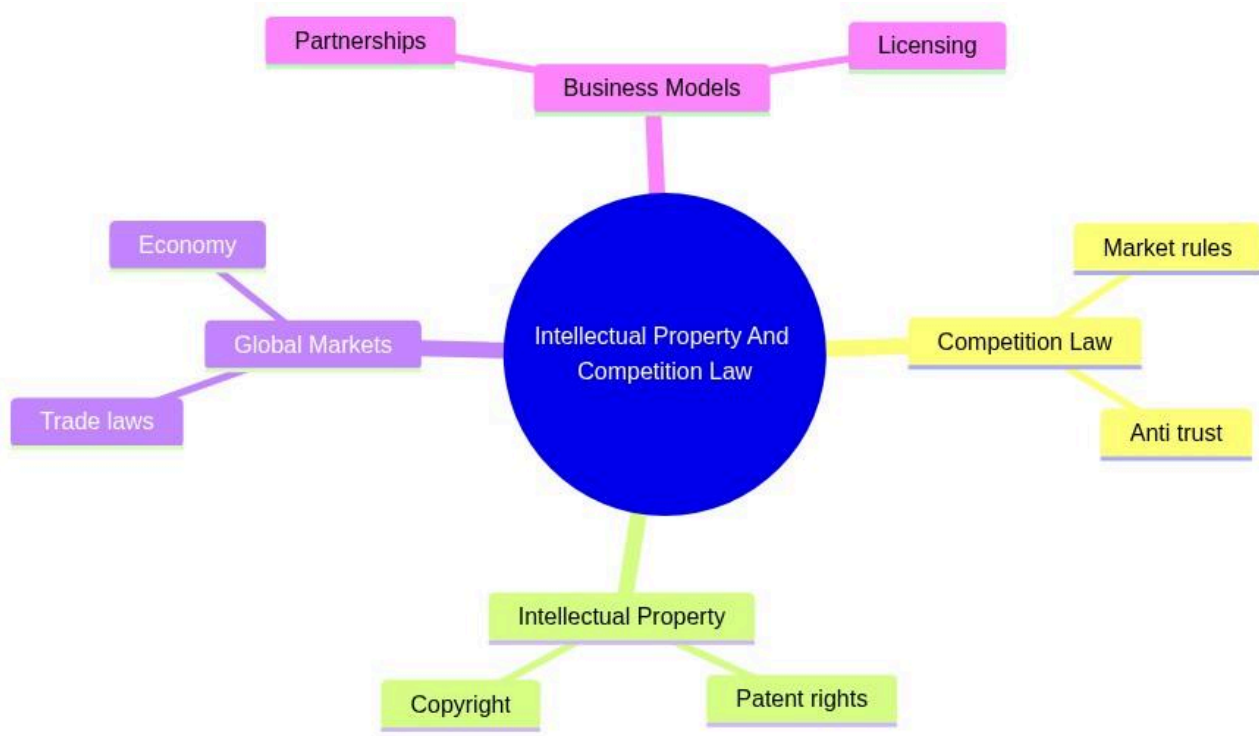 Partnerships
Licensing
Business Models
Economy
Market rules
Global Markets
Intellectual Property And
Competition Law
Competition Law
Trade laws
Anti trust
Intellectual Property
Copyright
Patent rights